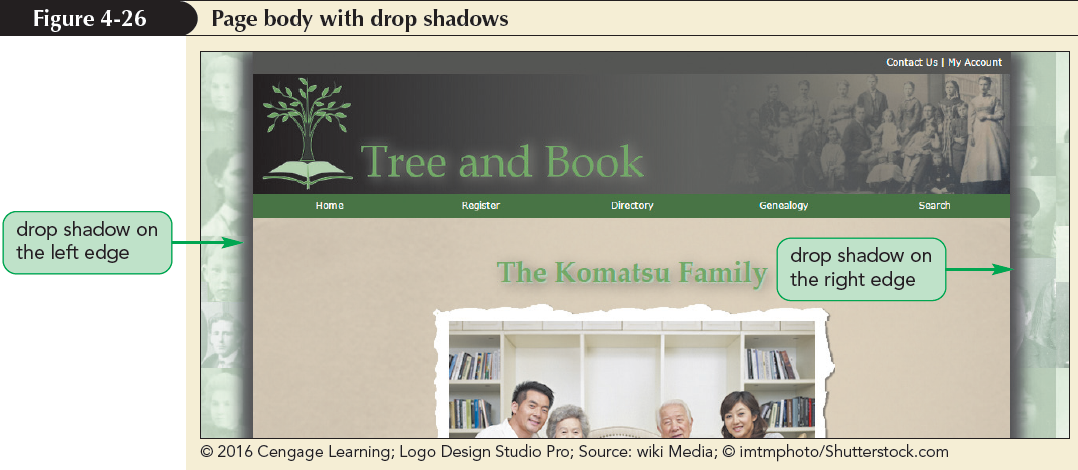 Figure 4-26
Page body with drop shadows
Contact Us | My Account
Tree and Book
Home Register Directory Genealogy Search
drop shadow on
the left edge
The Komatsu Family
drop shadow on
the right edge
© 2016 Cengage Learning; Logo Design Studio Pro; Source: wiki Media; © imtmphoto/Shutterstock.com